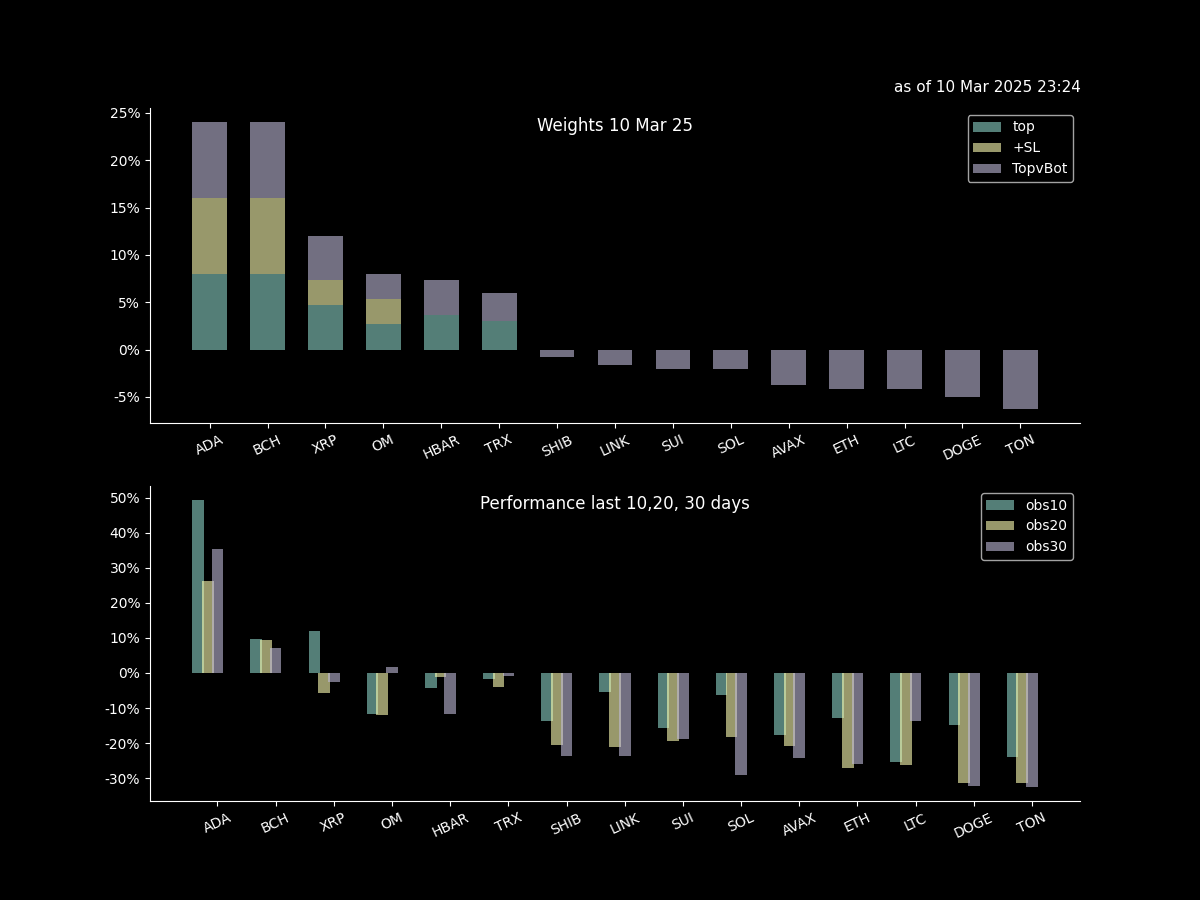 as of 10 Mar 2025 23:24
Weights 10 Mar 25
top
+SL
TopvBot
25%
20%
15%
10%
5%
0%
-5%
ADA BCH XRP OM HBAR TRX SHIB LINK SUI SOL AVAX ETH LTC DOGE TON
Performance last 10,20, 30 days
obs10
obs20
obs30
50%
40%
30%
20%
10%
0%
-10%
-20%
-30%
ADA BCH XRP OM HBAR TRX SHIB LINK SUI SOL AVAX ETH LTC DOGE TON